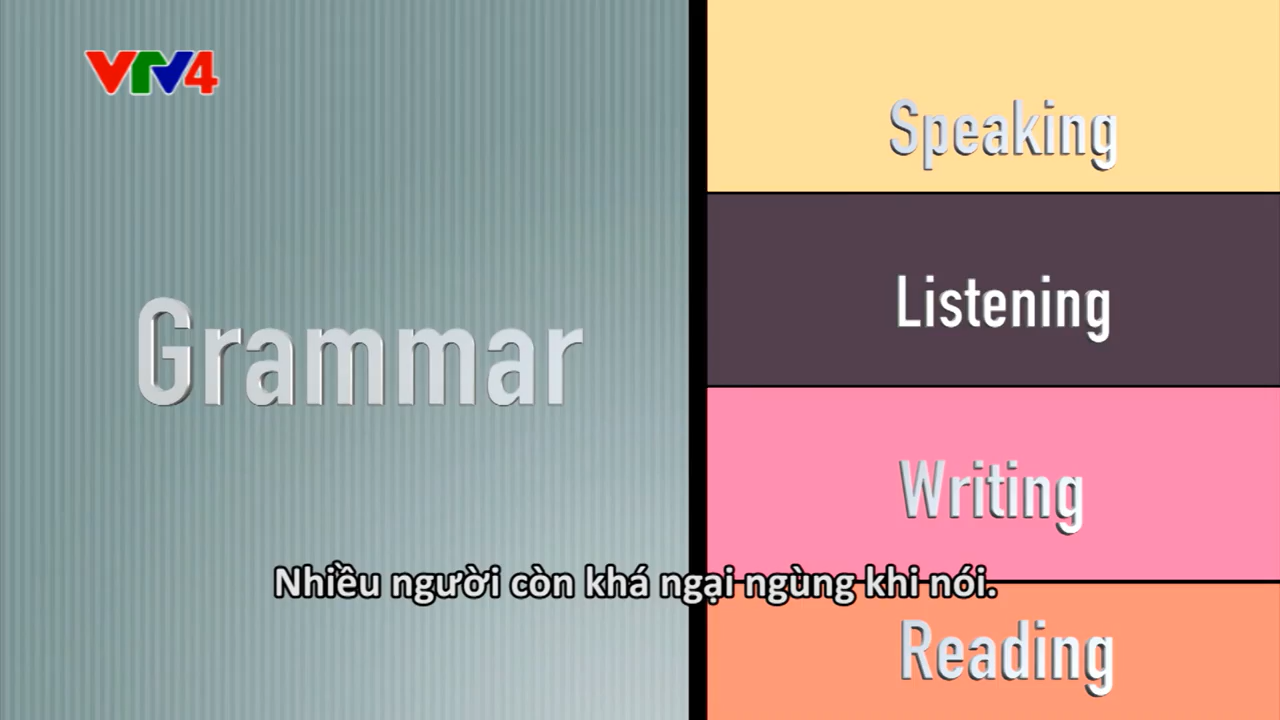 VTV4
Grammar
Speaking
Listening
Writing
Reading
Nhiều người còn khá ngại ngùng khi nói.